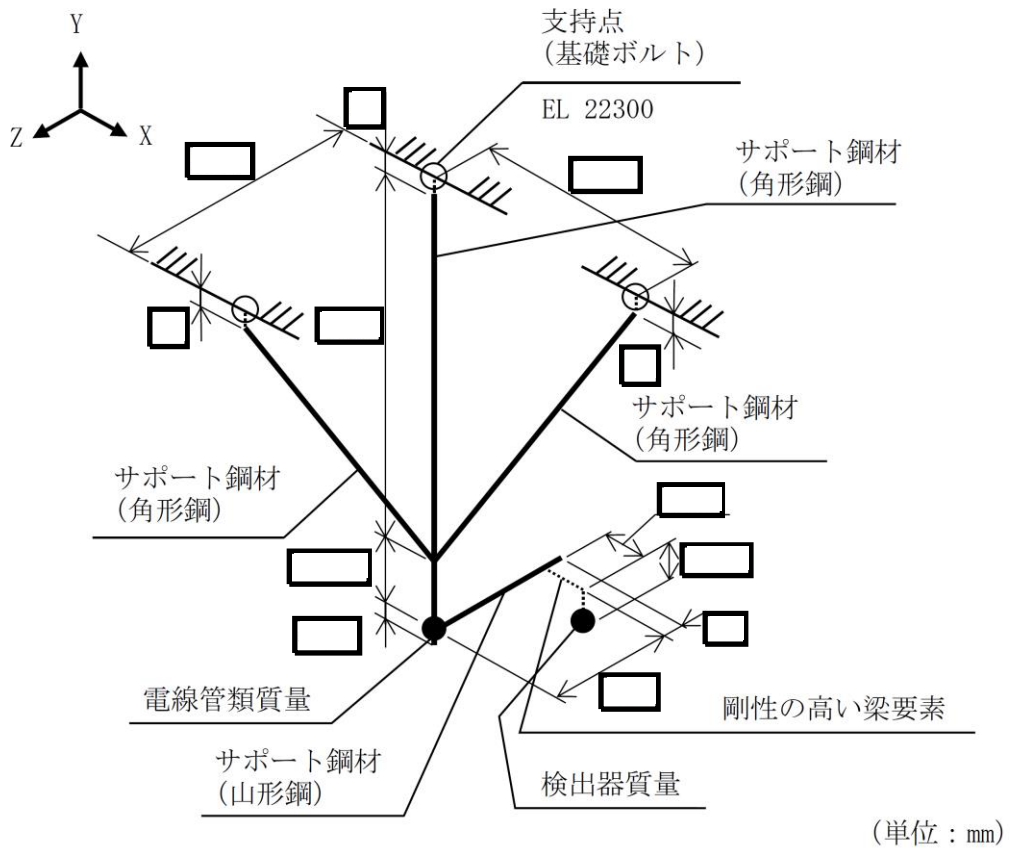 Y
Z
X
支持点
(基礎ボルト)
EL 22300
サポート鋼材
(角形鋼)
サポート鋼材
(角形鋼)
サポート鋼材
(角形鋼)
電線管類質量
剛性の高い梁要素
サポート鋼材
(山形鋼)
検出器質量
(単位：mm)